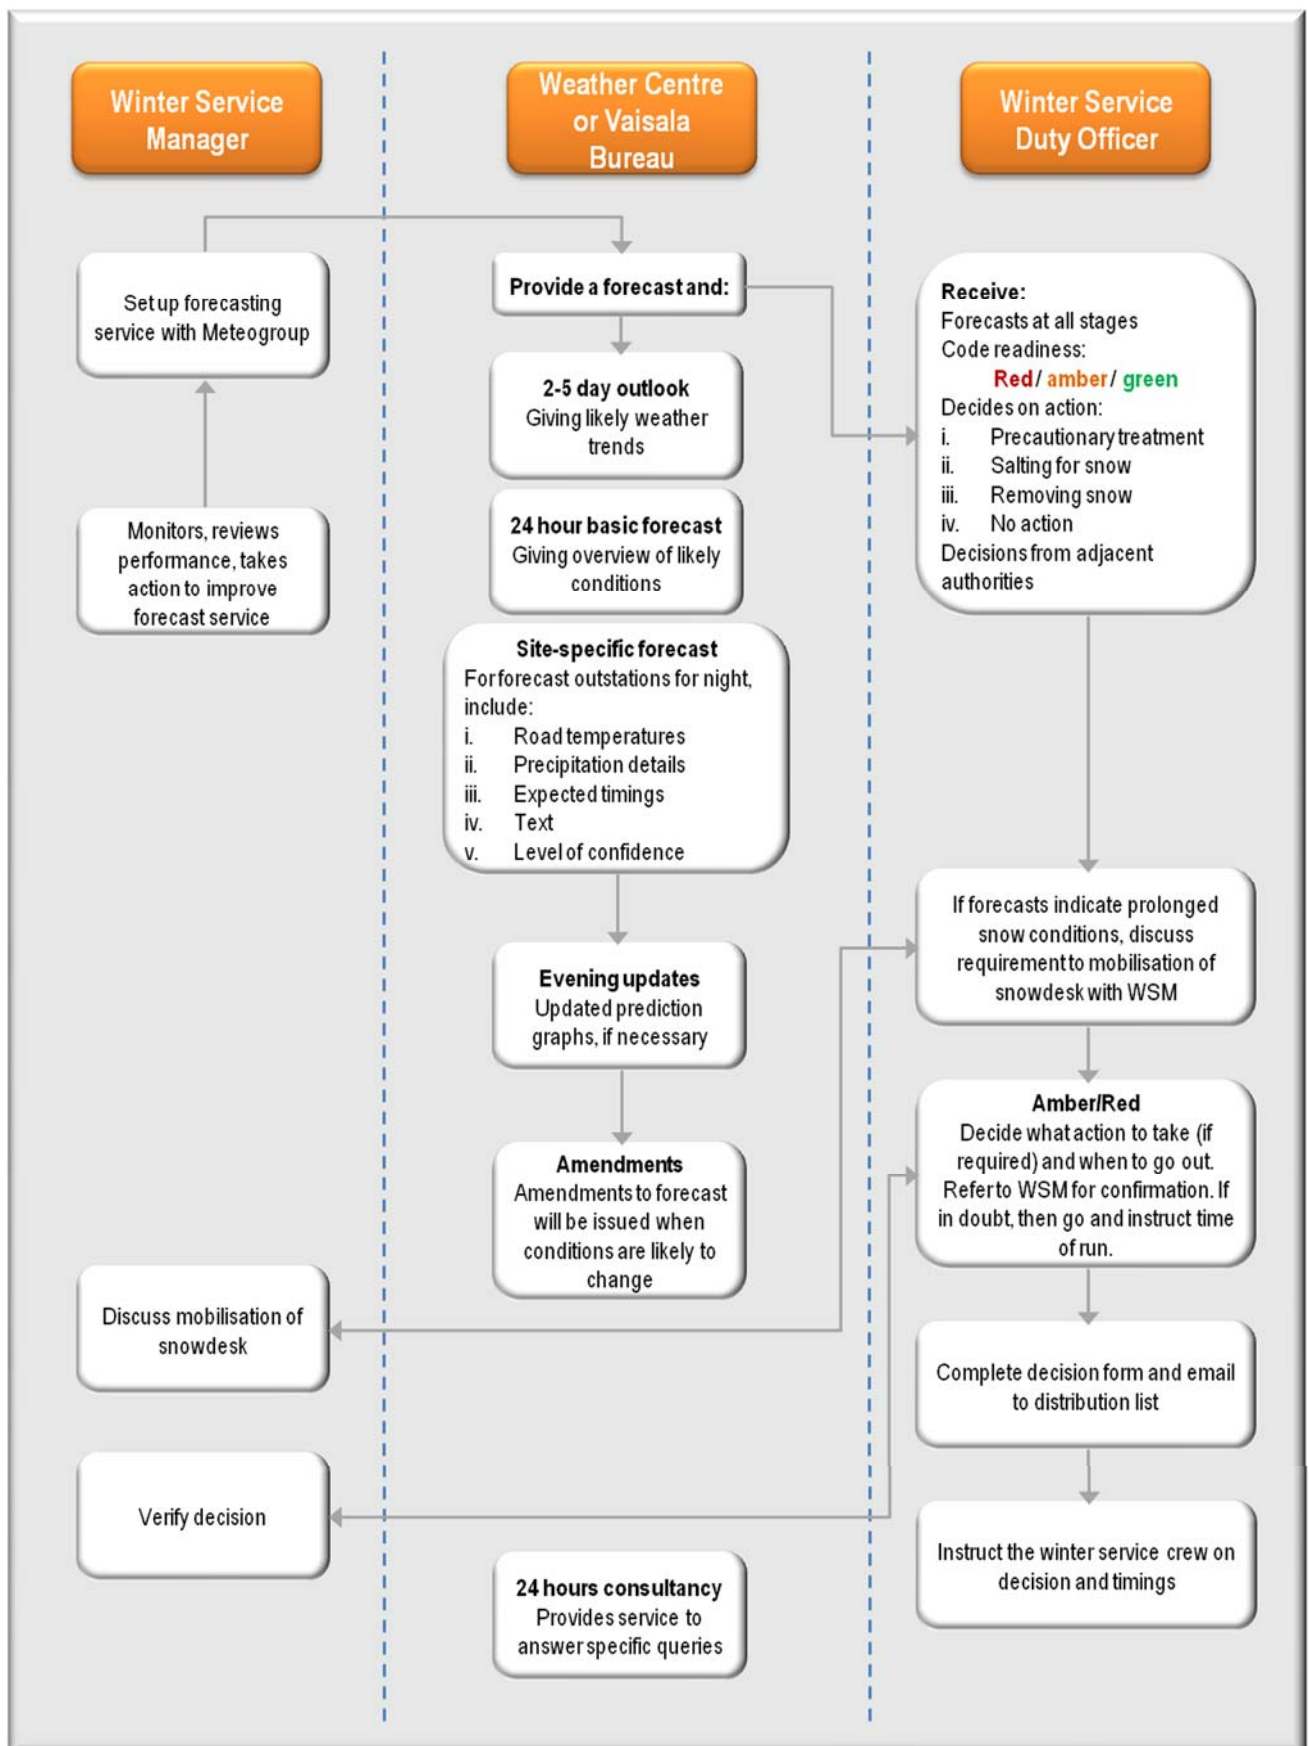 Winter Service
Manager
Weather Centre
or Vaisala
Bureau
Winter Service
Duty Officer
Set up forecasting
service with Meteogroup
Monitors, reviews
performance, takes
action to improve
forecast service
Discuss mobilisation of
snowdesk
Verify decision
Provide a forecast and:
2-5 day outlook
Giving likely weather
trends
24 hour basic forecast
Giving overview of likely
conditions
Site-specific forecast
For forecast outstations for night,
include:
i. Road temperatures
ii. Precipitation details
iii. Expected timings
iv. Text
v. Level of confidence
Evening updates
Updated prediction
graphs, if necessary
Amendments
Amendments to forecast
will be issued when
conditions are likely to
change
24 hours consultancy
Provides service to
answer specific queries
Receive:
Forecasts at all stages
Code readiness:
Red / amber / green
Decides on action:
i. Precautionary treatment
ii. Salting for snow
iii. Removing snow
iv. No action
Decisions from adjacent
authorities
If forecasts indicate prolonged
snow conditions, discuss
requirement to mobilisation of
snowdesk with WSM
Amber/Red
Decide what action to take (if
required) and when to go out.
Refer to WSM for confirmation. If
in doubt, then go and instruct time
of run.
Complete decision form and email
to distribution list
Instruct the winter service crew on
decision and timings